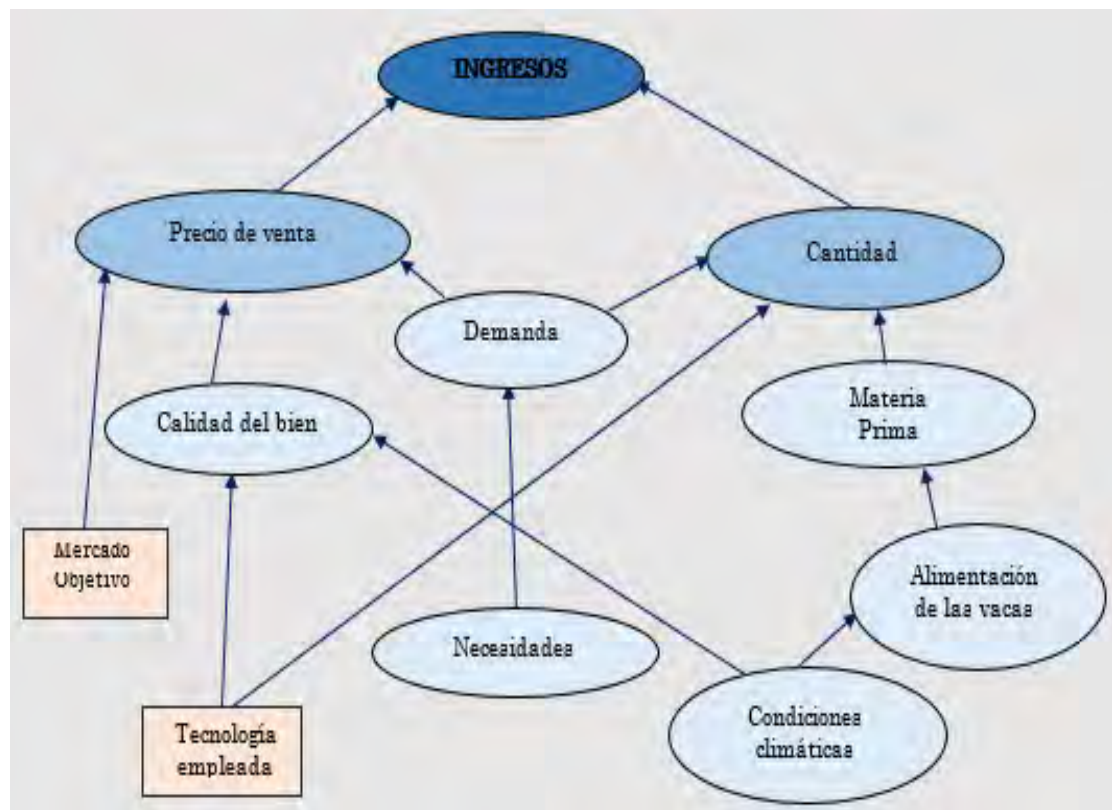 INGRESOS
Precio de venta
Cantidad
Demanda
Calidad del bien
Materia
Prima
Mercado
Objetivo
Alimentación
de las vacas
Necesidades
Condiciones
climáticas
Tecnología
empleada